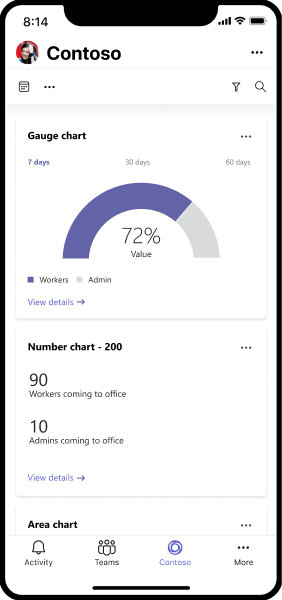 8:14
Contoso
Gauge chart
7 days 30 days 60 days
72%
Value
Workers Admin
View details
Number chart - 200
90
Workers coming to office
10
Admins coming to office
View details
Area chart
Activity Teams Contoso More